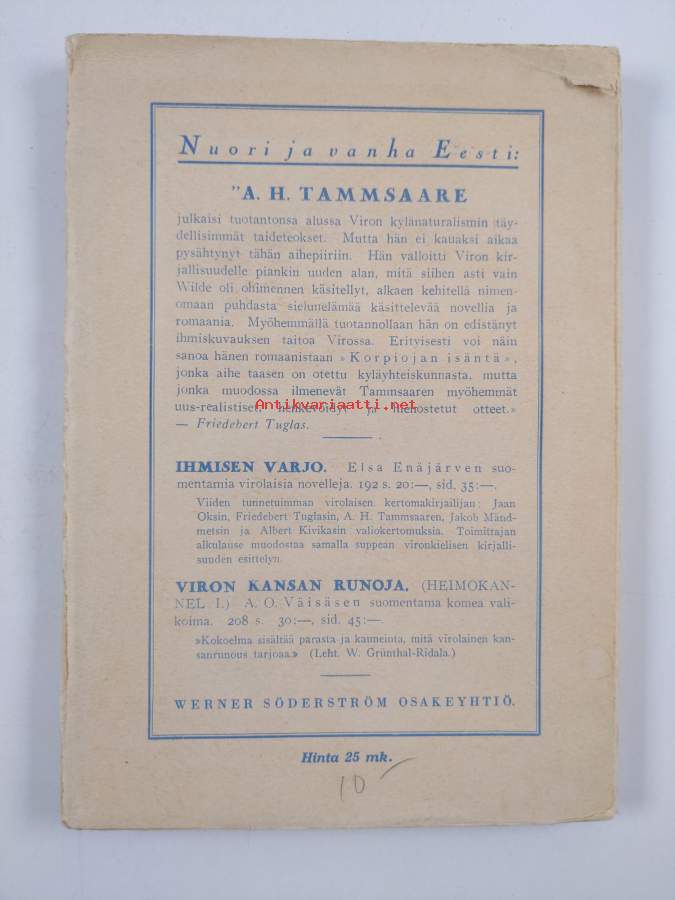 Nuori ja vanha Eesti:
"A. H. TAMMSAARE
julkaisi tuotantonsa alussa Viron kylänaturalismin täy-
dellisimmät taideteokset. Mutta hän ei kauaksi aikaa
pysähtynyt tähän aihepiiriin. Hän valloitti Viron kir-
jallisuudelle piankin uuden alan, mitä siihen asti vain
Wilde oli ohimennen käsitellyt, alkaen kehitellä nimen-
omaan puhdasta sielunelämää käsittelevää novellia ja
romaania. Myöhemmällä tuotannollaan hän on edistänyt
ihmiskuvauksen taitoa Virossa. Erityisesti voi näin
sanoa hänen romaanistaan »Korpiojan isäntä»,
jonka aihe taasen on otettu kyläyhteiskunnasta, mutta
jonka muodossa ilmenevät Tammsaaren myöhemmät
uus-realistiset, ja hienostetut otteet.»
Antikvariaatti.net
— Friedebert Tuglas.
IHMISEN VARJO. Elsa Enäjärven suo-
mentamia virolaisia novelleja. 192 s. 20:—, sid. 35:—.
Viiden tunnetuimman virolaisen kertomakirjailijan: Jaan
Oksin, Friedebert Tuglasin, A. H. Tammsaaren, Jakob Mänd-
metsin ja Albert Kivikasin valiokertomuksia. Toimittajan
alkulause muodostaa samalla suppean vironkielisen kirjalli-
suuden esittelyn.
VIRON KANSAN RUNOJA. (HEIMOKAN-
NEL I.) A. O. Väisäsen suomentama komea vali-
koima. 208 s. 30:—, sid. 45:—.
»Kokoelma sisältää parasta ja kauneinta, mitä virolainen kan-
sanrunous tarjoaa.» (Leht. W. Grünthal-Ridala.)
WERNER SÖDERSTRÖM OSAKEYHTIÖ.
Hinta 25 mk.
10 —